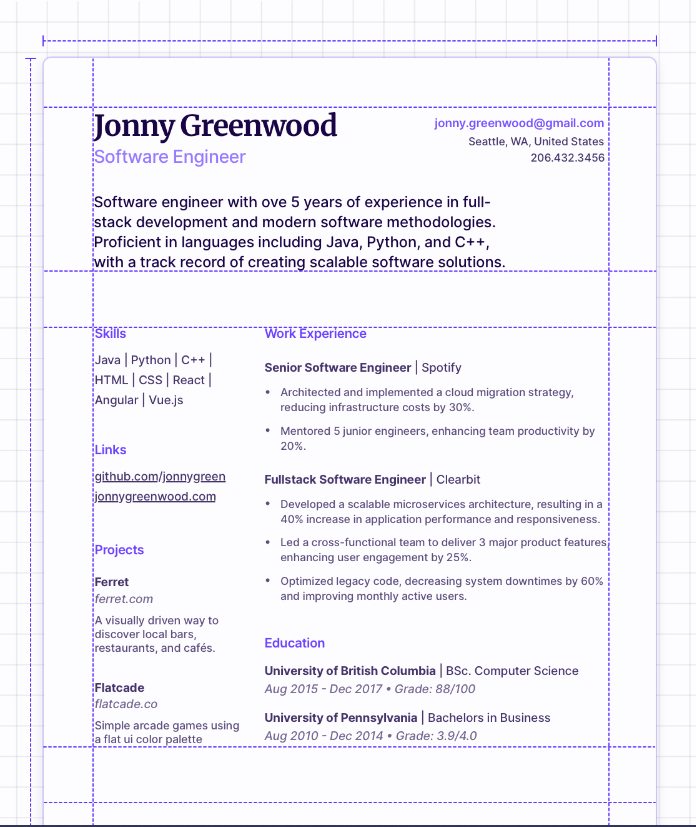 Jonny Greenwood
Software Engineer
jonny.greenwood@gmail.com
Seattle, WA, United States
206.432.3456
Software engineer with ove 5 years of experience in full-
stack development and modern software methodologies.
Proficient in languages including Java, Python, and C++,
with a track record of creating scalable software solutions.
Skills
Java | Python | C++ |
HTML | CSS | React |
Angular | Vue.js
Links
github.com/jonnygreen
jonnygreenwood.com
Projects
Ferret
ferret.com
A visually driven way to
discover local bars,
restaurants, and cafés.
Flatcade
flatcade.co
Simple arcade games using
a flat ui color palette
Work Experience
Senior Software Engineer | Spotify
• Architected and implemented a cloud migration strategy,
reducing infrastructure costs by 30%.
• Mentored 5 junior engineers, enhancing team productivity by
20%.
Fullstack Software Engineer | Clearbit
• Developed a scalable microservices architecture, resulting in a
40% increase in application performance and responsiveness.
• Led a cross-functional team to deliver 3 major product features
enhancing user engagement by 25%.
• Optimized legacy code, decreasing system downtimes by 60%
and improving monthly active users.
Education
University of British Columbia | BSc. Computer Science
Aug 2015 - Dec 2017 • Grade: 88/100
University of Pennsylvania | Bachelors in Business
Aug 2010 - Dec 2014 • Grade: 3.9/4.0